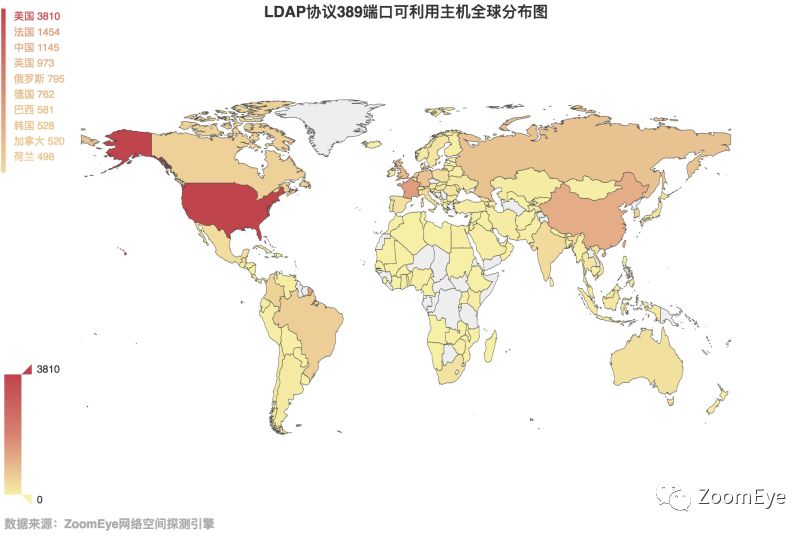 LDAP协议389端口可利用主机全球分布图
美国 3810
法国 1454
中国 1145
英国 973
俄罗斯 795
德国 762
巴西 581
韩国 528
加拿大 520
荷兰 498
3810
0
ZoomEye
数据来源：ZoomEye网络空间探测引擎